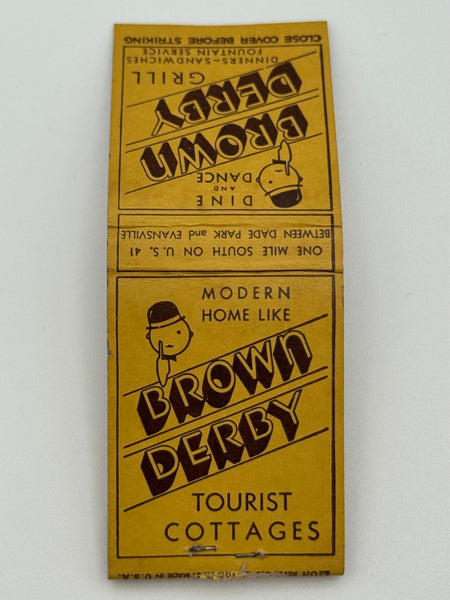 CLOSE COVER BEFORE STRIKING
DINE
AND
DANCE
BROWN
DERBY
GRILL
DINNERS–SANDWICHES
FOUNTAIN SERVICE
ONE MILE SOUTH ON U. S. 41
BETWEEN DADE PARK and EVANSVILLE
MODERN
HOME LIKE
BROWN
DERBY
TOURIST
COTTAGES
LION
MADE IN U.S.A.